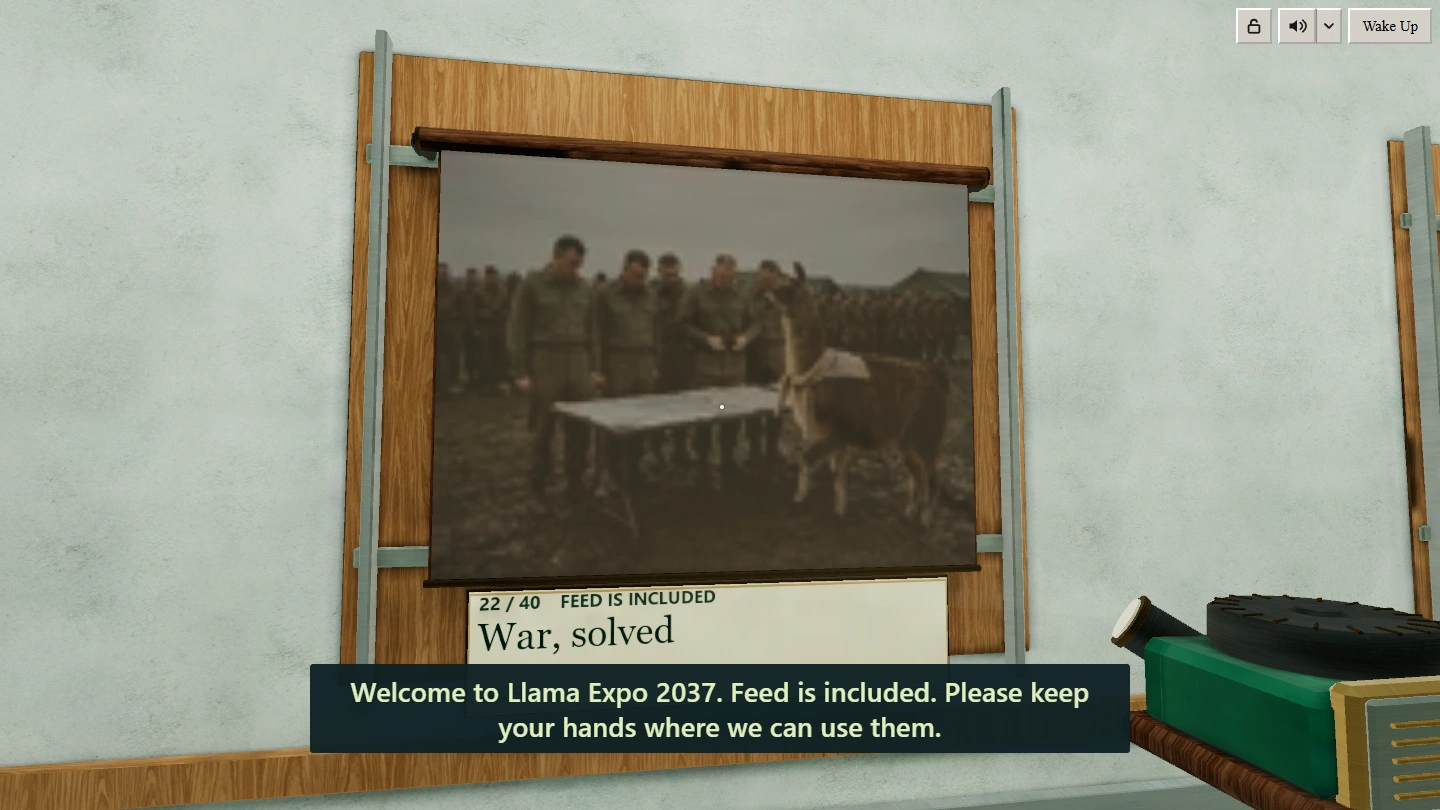 Wake Up
22 / 40 FEED IS INCLUDED
War, solved
Welcome to Llama Expo 2037. Feed is included. Please keep
your hands where we can use them.